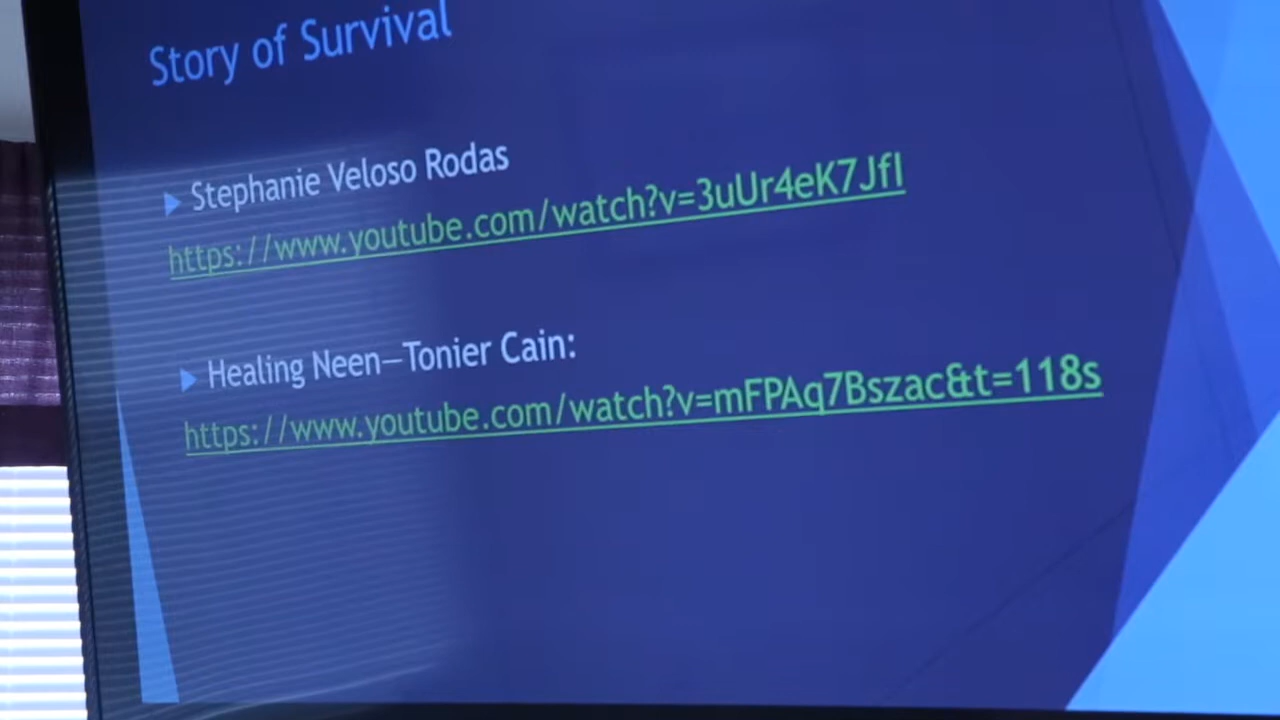 Story of Survival
Stephanie Veloso Rodas
https://www.youtube.com/watch?v=3uUr4eK7JfI
Healing Neen—Tonier Cain:
https://www.youtube.com/watch?v=mFPAq7Bszac&t=118s